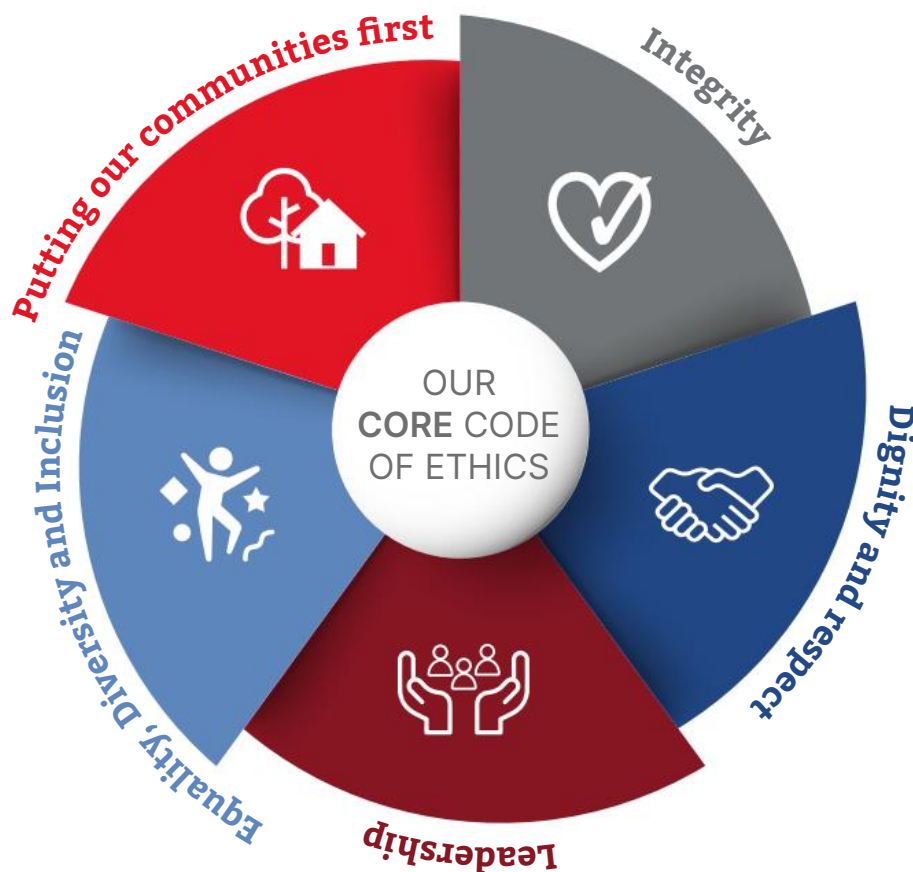 Putting our communities first
Integrity
Dignity and respect
Leadership
Equality, Diversity and Inclusion
OUR
CORE CODE
OF ETHICS